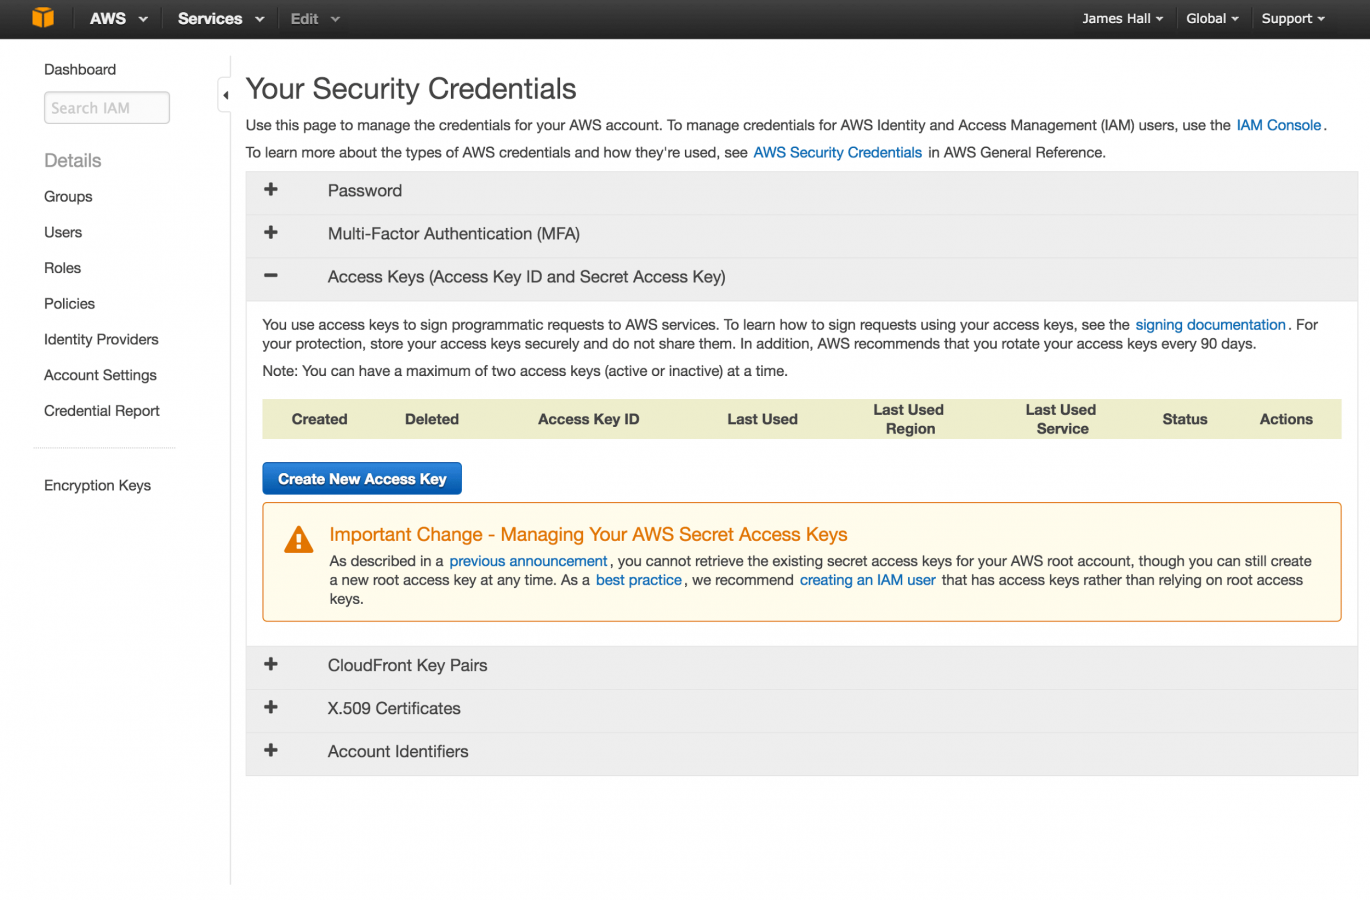 AWS Services Edit James Hall Global Support
Dashboard
Search IAM
Details
Groups
Users
Roles
Policies
Identity Providers
Account Settings
Credential Report
Encryption Keys
Your Security Credentials
Use this page to manage the credentials for your AWS account. To manage credentials for AWS Identity and Access Management (IAM) users, use the IAM Console.
To learn more about the types of AWS credentials and how they're used, see AWS Security Credentials in AWS General Reference.
Password
Multi-Factor Authentication (MFA)
Access Keys (Access Key ID and Secret Access Key)
You use access keys to sign programmatic requests to AWS services. To learn how to sign requests using your access keys, see the signing documentation. For
your protection, store your access keys securely and do not share them. In addition, AWS recommends that you rotate your access keys every 90 days.
Note: You can have a maximum of two access keys (active or inactive) at a time.
Created Deleted Access Key ID Last Used Last Used Region Last Used Service Status Actions
Create New Access Key
Important Change - Managing Your AWS Secret Access Keys
As described in a previous announcement, you cannot retrieve the existing secret access keys for your AWS root account, though you can still create
a new root access key at any time. As a best practice, we recommend creating an IAM user that has access keys rather than relying on root access
keys.
CloudFront Key Pairs
X.509 Certificates
Account Identifiers